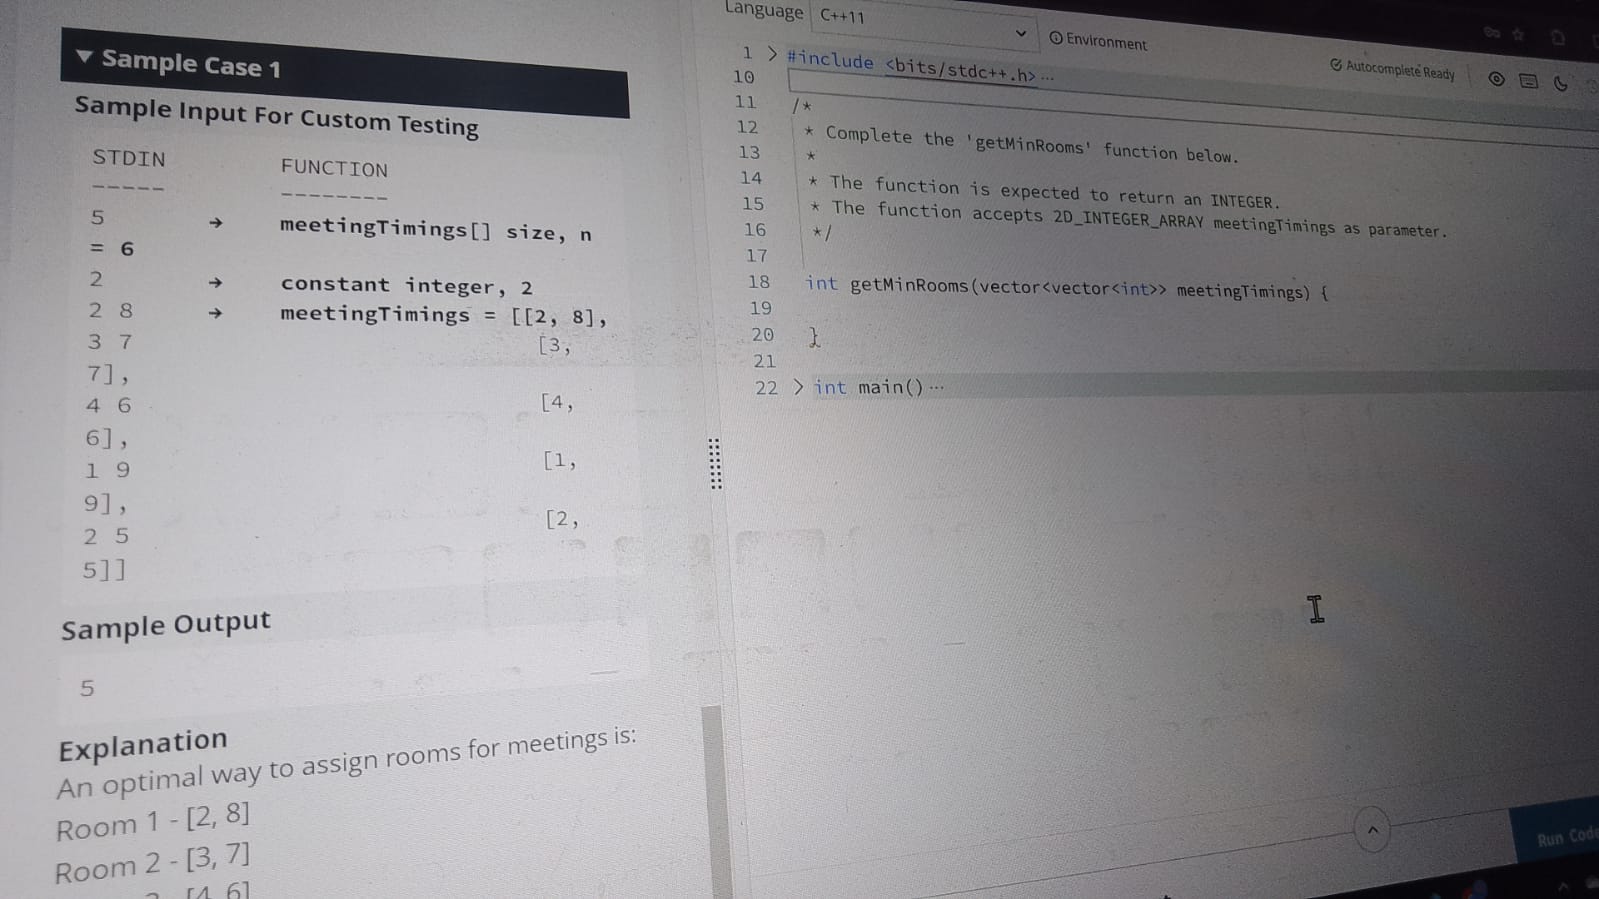 ▼ Sample Case 1
Sample Input For Custom Testing
STDIN FUNCTION
----- --------
5 → meetingTimings[] size, n
= 6
2 → constant integer, 2
2 8 → meetingTimings = [[2, 8],
3 7 [3,
7],
4 6 [4,
6],
1 9 [1,
9],
2 5 [2,
5]]
Sample Output
5
Explanation
An optimal way to assign rooms for meetings is:
Room 1 - [2, 8]
Room 2 - [3, 7]
[4, 6]
Language C++11
Environment
Autocomplete Ready
1 > #include <bits/stdc++.h> ...
10
11 /*
12 * Complete the 'getMinRooms' function below.
13 *
14 * The function is expected to return an INTEGER.
15 * The function accepts 2D_INTEGER_ARRAY meetingTimings as parameter.
16 */
17
18 int getMinRooms(vector<vector<int>> meetingTimings) {
19
20 }
21
22 > int main() ...
Run Code